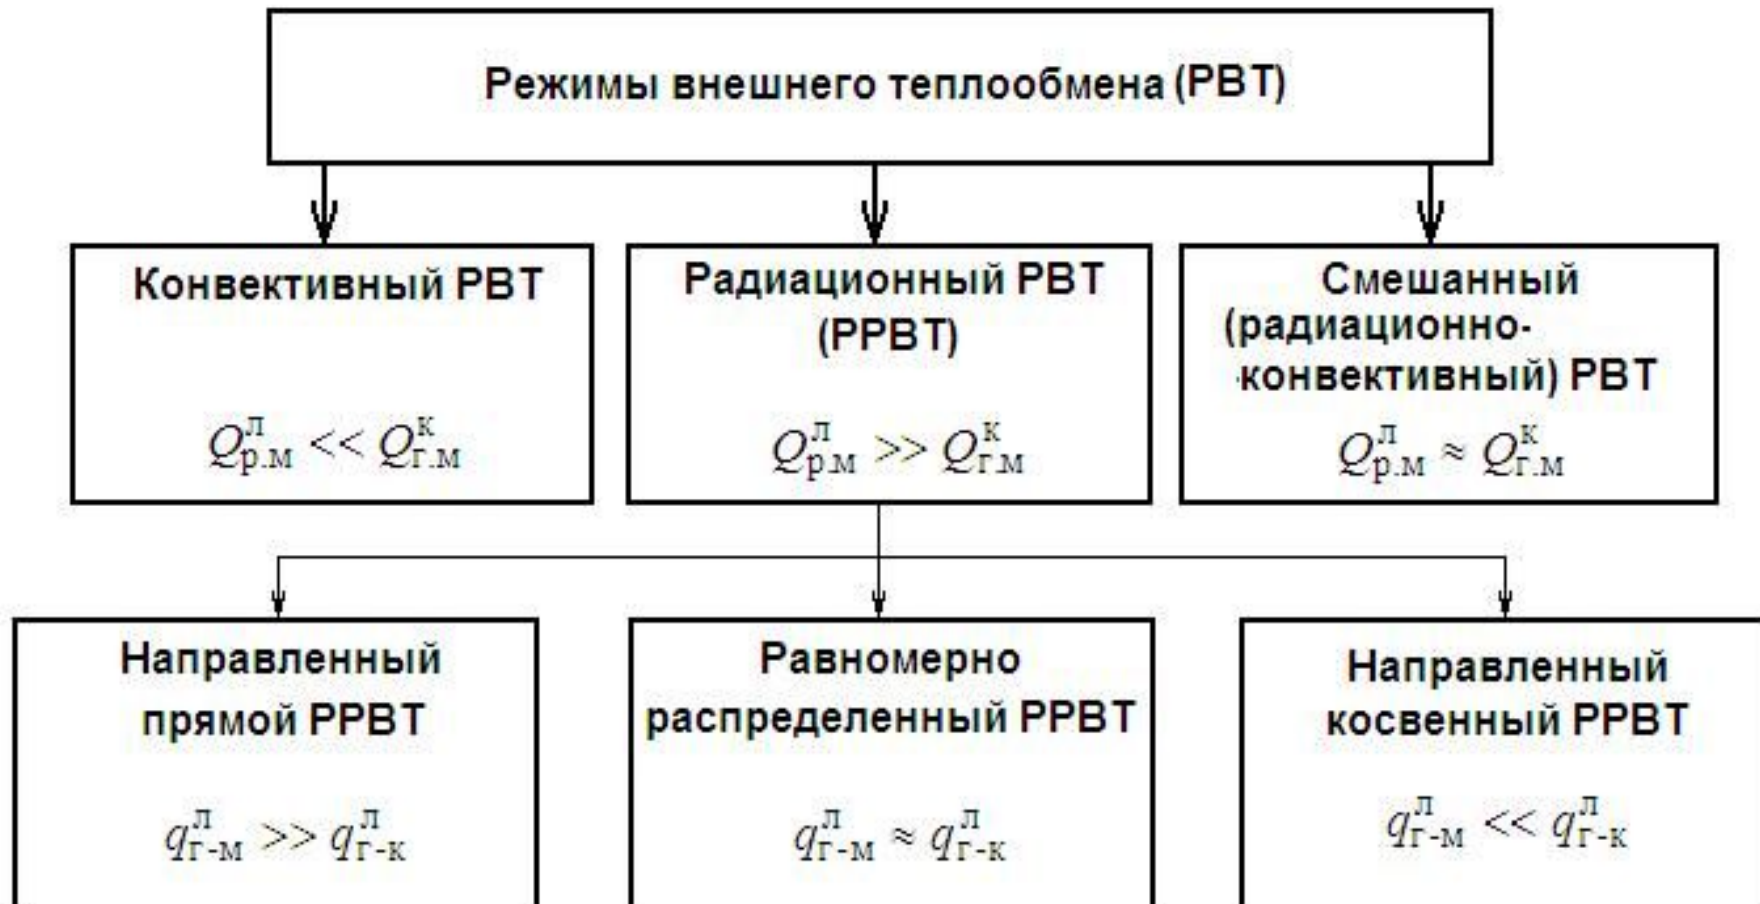 Режимы внешнего теплообмена (РВТ)
Конвективный РВТ
Q^л_р.м << Q^к_г.м
Радиационный РВТ
(РРВТ)
Q^л_р.м >> Q^к_г.м
Смешанный
(радиационно-
конвективный) РВТ
Q^л_р.м ≈ Q^к_г.м
Направленный
прямой РРВТ
q^л_г-м >> q^л_г-к
Равномерно
распределенный РРВТ
q^л_г-м ≈ q^л_г-к
Направленный
косвенный РРВТ
q^л_г-м << q^л_г-к